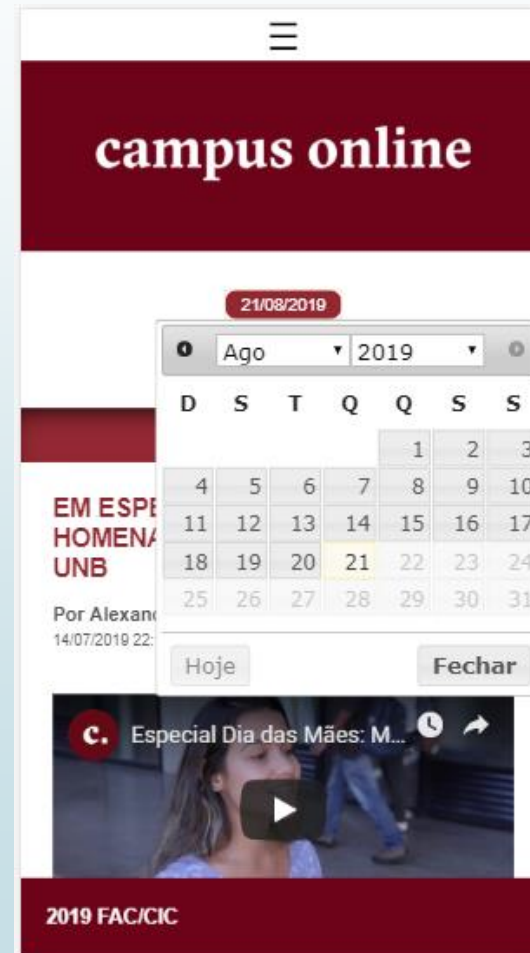 campus online
21/08/2019
Ago 2019
D S T Q Q S S
1 2 3
4 5 6 7 8 9 10
11 12 13 14 15 16 17
18 19 20 21 22 23 24
25 26 27 28 29 30 31
Hoje Fechar
EM ESPE
HOMENA
UNB
Por Alexand
14/07/2019 22:
c. Especial Dia das Mães: M...
2019 FAC/CIC